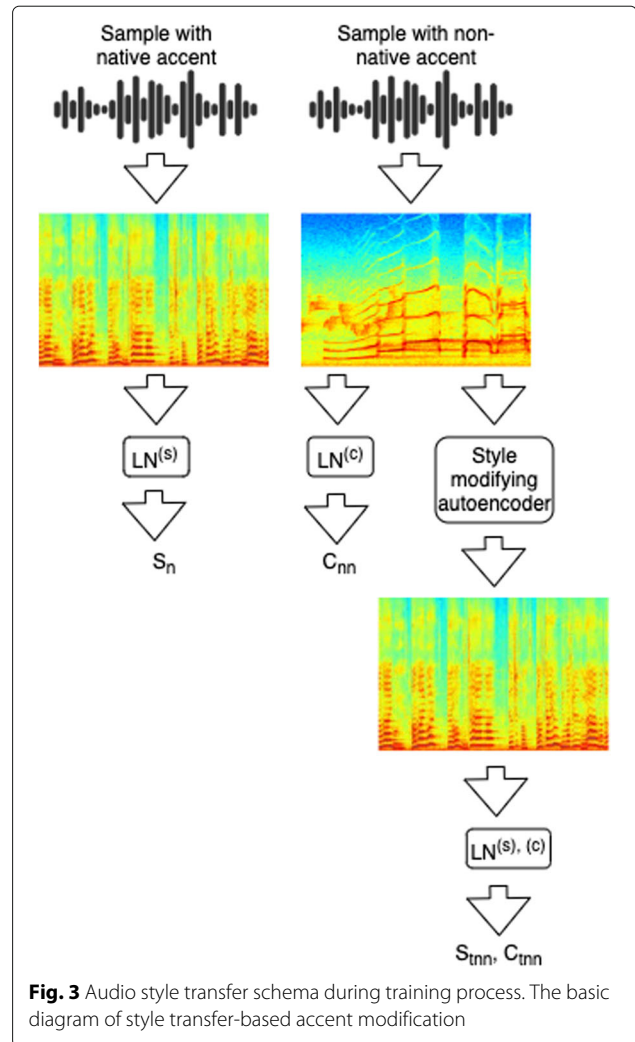 Sample with
native accent
Sample with non-
native accent
LN(s)
LN(c)
Style
modifying
autoencoder
Sn
Cnn
LN(s), (c)
Stnn, Ctnn
Fig. 3 Audio style transfer schema during training process. The basic
diagram of style transfer-based accent modification